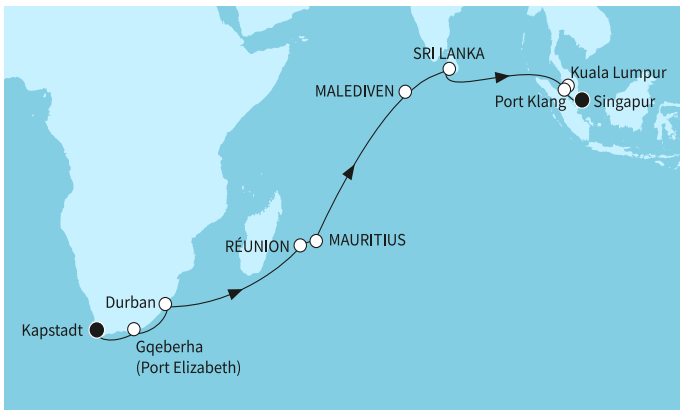 SRI LANKA
Kuala Lumpur
MALEDIVEN
Port Klang
Singapur
RÉUNION
MAURITIUS
Durban
Kapstadt
Gqeberha
(Port Elizabeth)